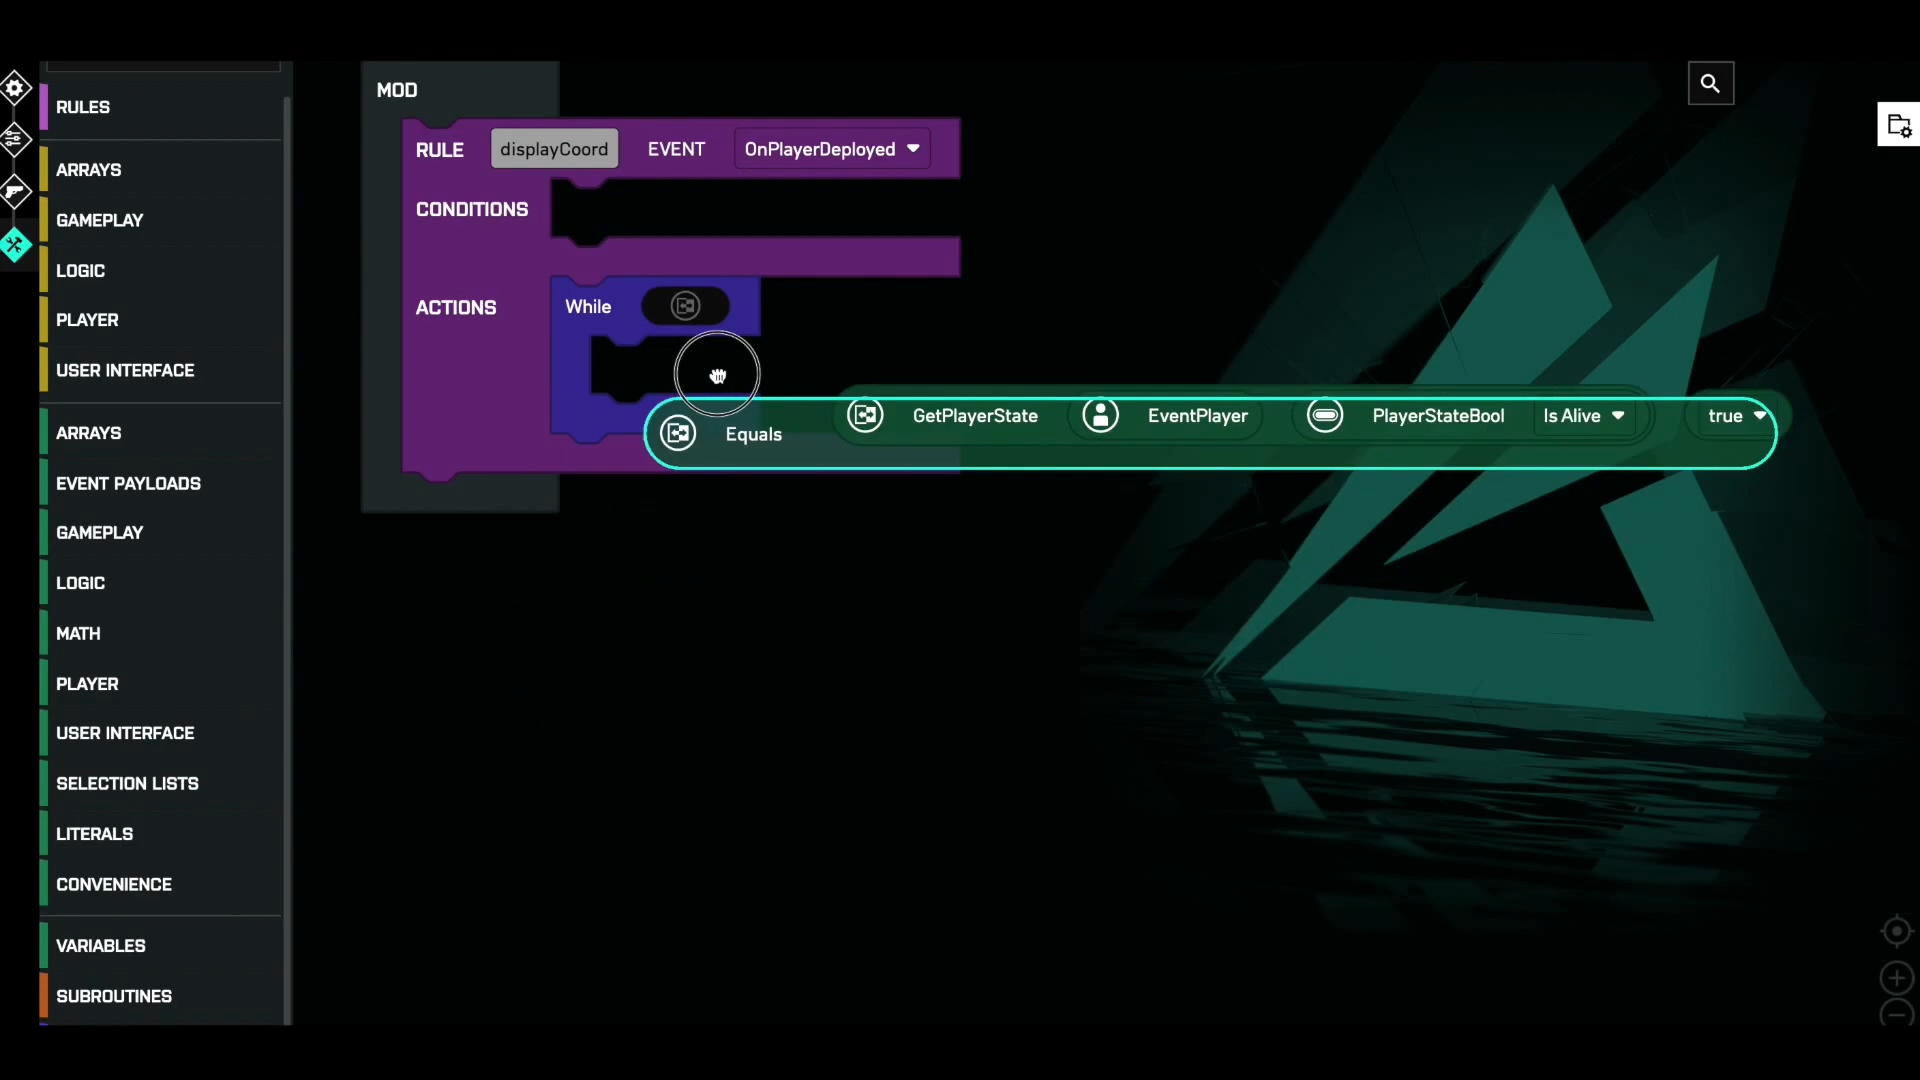 MOD
RULES
RULE displayCoord EVENT OnPlayerDeployed
ARRAYS
CONDITIONS
GAMEPLAY
LOGIC
ACTIONS While
PLAYER
USER INTERFACE
GetPlayerState EventPlayer PlayerStateBool Is Alive true
Equals
ARRAYS
EVENT PAYLOADS
GAMEPLAY
LOGIC
MATH
PLAYER
USER INTERFACE
SELECTION LISTS
LITERALS
CONVENIENCE
VARIABLES
SUBROUTINES